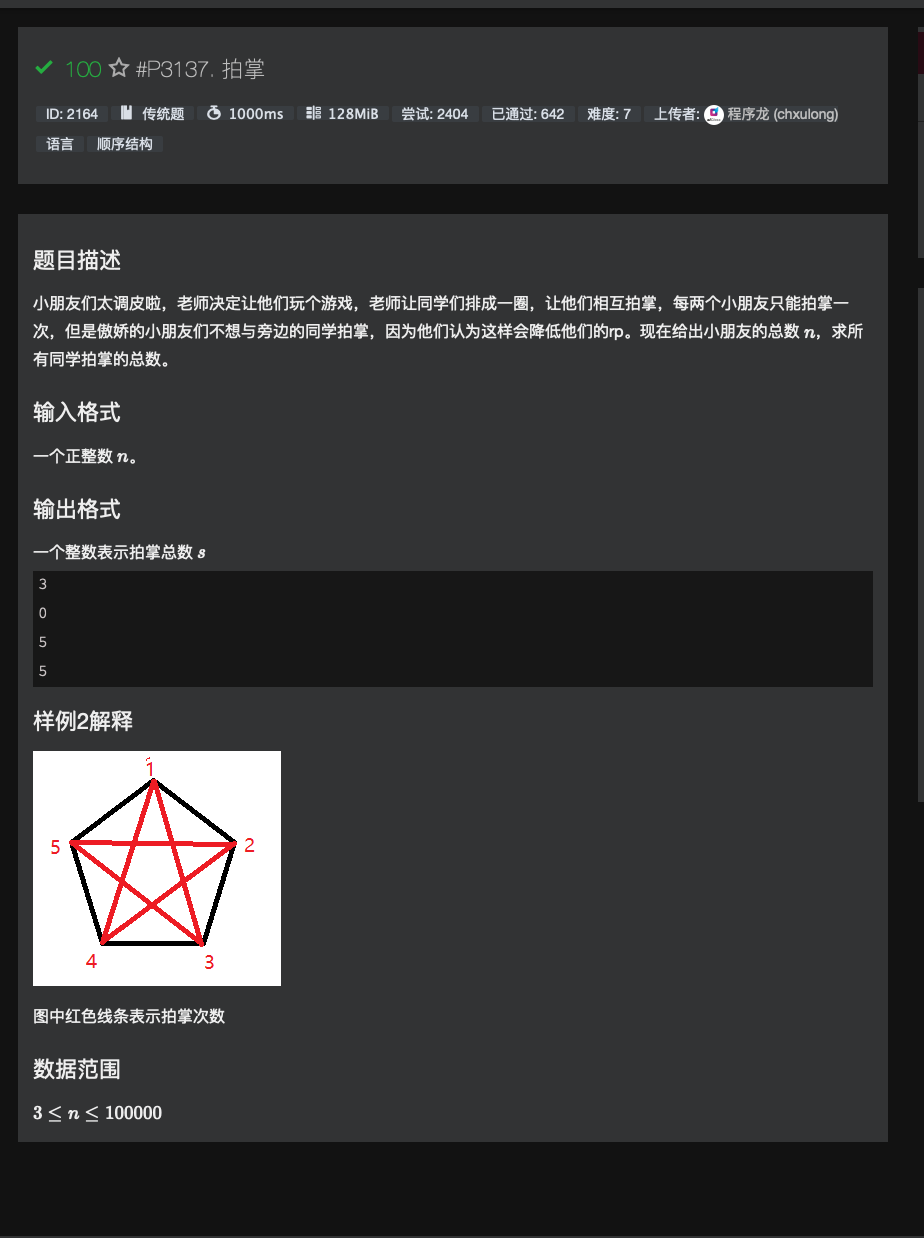 100 #P3137. 拍掌
ID: 2164 传统题 1000ms 128MiB 尝试: 2404 已通过: 642 难度: 7 上传者: 程序龙 (chxulong)
语言 顺序结构
题目描述
小朋友们太调皮啦，老师决定让他们玩个游戏，老师让同学们排成一圈，让他们相互拍掌，每两个小朋友只能拍掌一
次，但是傲娇的小朋友们不想与旁边的同学拍掌，因为他们认为这样会降低他们的rp。现在给出小朋友的总数 n，求所
有同学拍掌的总数。
输入格式
一个正整数 n。
输出格式
一个整数表示拍掌总数 s
3
0
5
5
样例2解释
1
5 2
4 3
图中红色线条表示拍掌次数
数据范围
3 ≤ n ≤ 100000